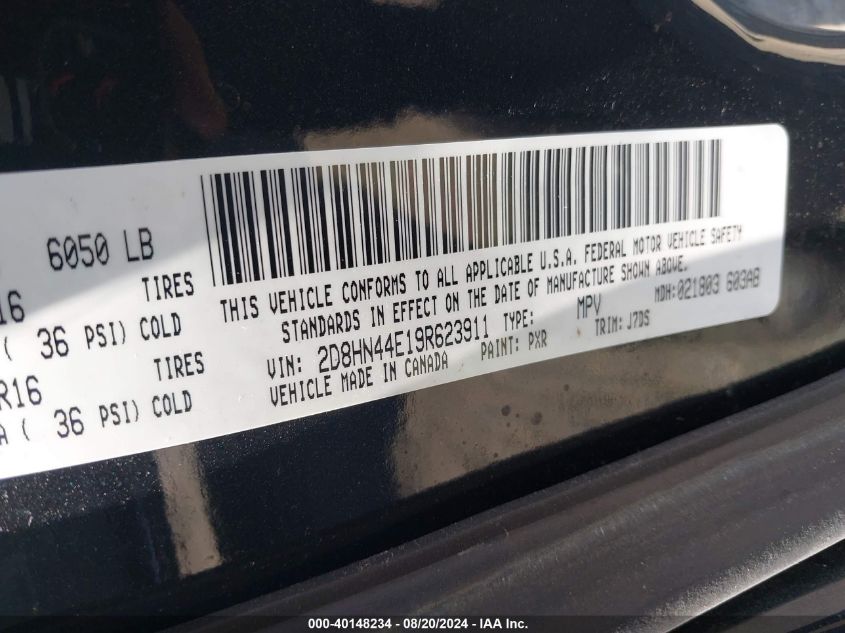 6050 LB
16 TIRES
( 36 PSI) COLD
R16 TIRES
A ( 36 PSI) COLD
THIS VEHICLE CONFORMS TO ALL APPLICABLE U.S.A. FEDERAL MOTOR VEHICLE SAFETY
STANDARDS IN EFFECT ON THE DATE OF MANUFACTURE SHOWN ABOVE.
VIN: 2D8HN44E19R623911 TYPE: MPV MDH:021803 603AB
VEHICLE MADE IN CANADA PAINT: PXR TRIM: J7DS
000-40148234 - 08/20/2024 - IAA Inc.